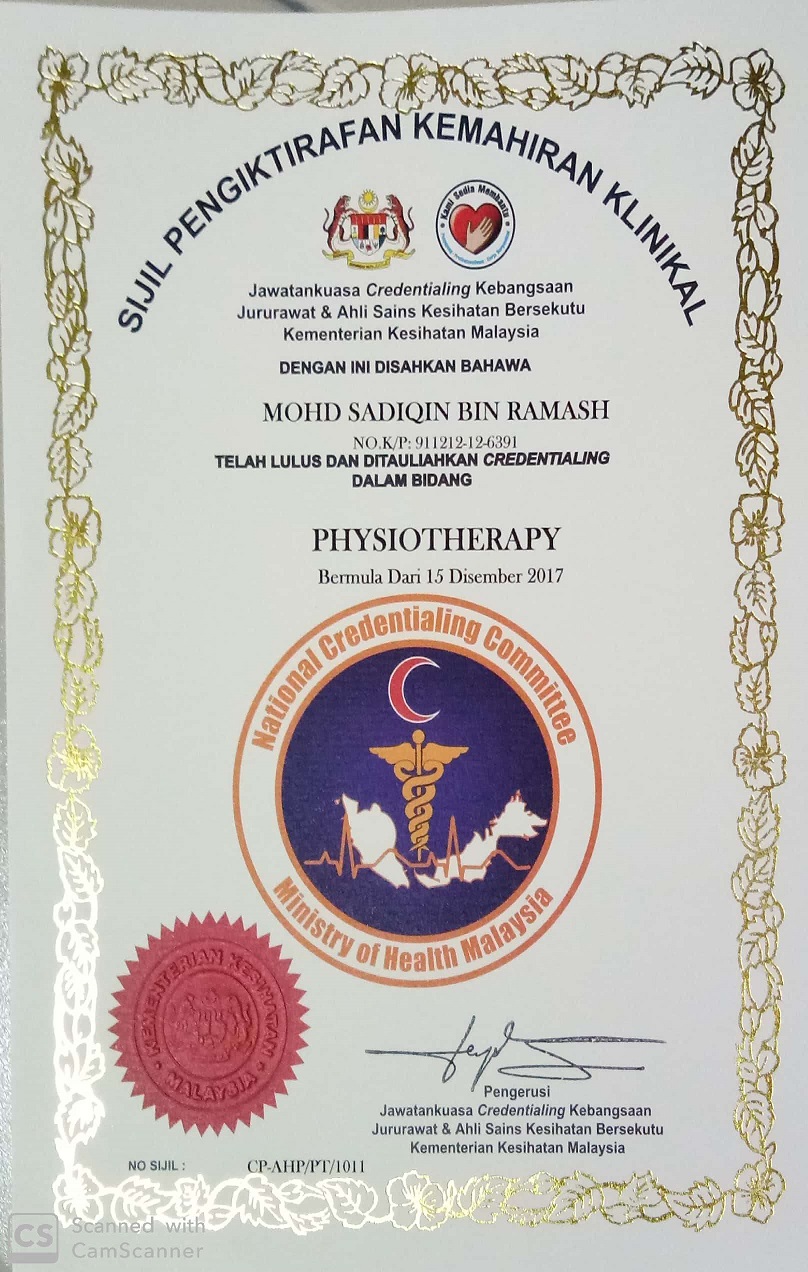 SIJIL PENGIKTIRAFAN KEMAHIRAN KLINIKAL
Kami Sedia Membantu
Jawatankuasa Credentialing Kebangsaan
Jururawat & Ahli Sains Kesihatan Bersekutu
Kementerian Kesihatan Malaysia
DENGAN INI DISAHKAN BAHAWA
MOHD SADIQIN BIN RAMASH
NO.K/P: 911212-12-6391
TELAH LULUS DAN DITAULIAHKAN CREDENTIALING
DALAM BIDANG
PHYSIOTHERAPY
Bermula Dari 15 Disember 2017
National Credentialing Committee
Ministry of Health Malaysia
KEMENTERIAN KESIHATAN
MALAYSIA
Pengerusi
Jawatankuasa Credentialing Kebangsaan
Jururawat & Ahli Sains Kesihatan Bersekutu
Kementerian Kesihatan Malaysia
NO SIJIL : CP-AHP/PT/1011
CS Scanned with
CamScanner